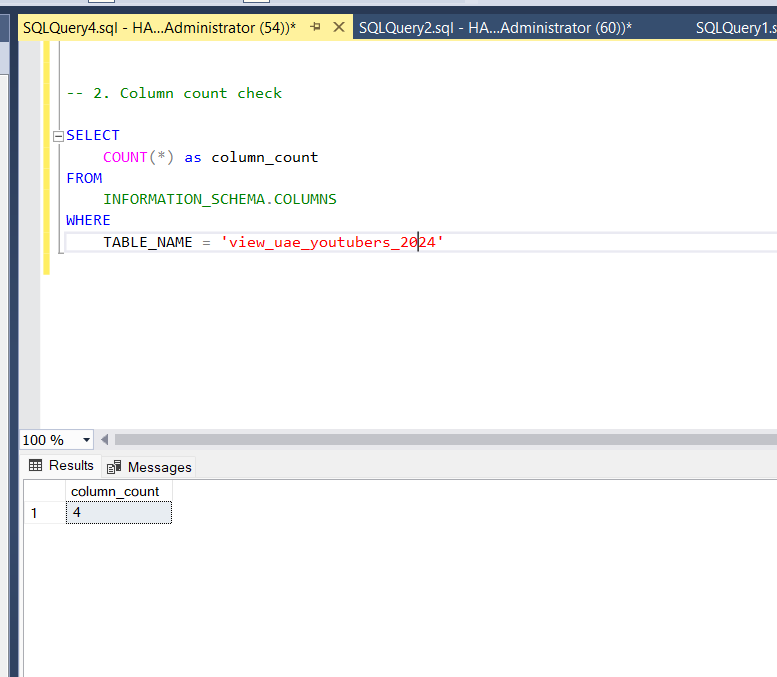 SQLQuery4.sql - HA...Administrator (54))* SQLQuery2.sql - HA...Administrator (60))* SQLQuery1.s
-- 2. Column count check
SELECT
COUNT(*) as column_count
FROM
INFORMATION_SCHEMA.COLUMNS
WHERE
TABLE_NAME = 'view_uae_youtubers_2024'
100 %
Results Messages
column_count
1 4